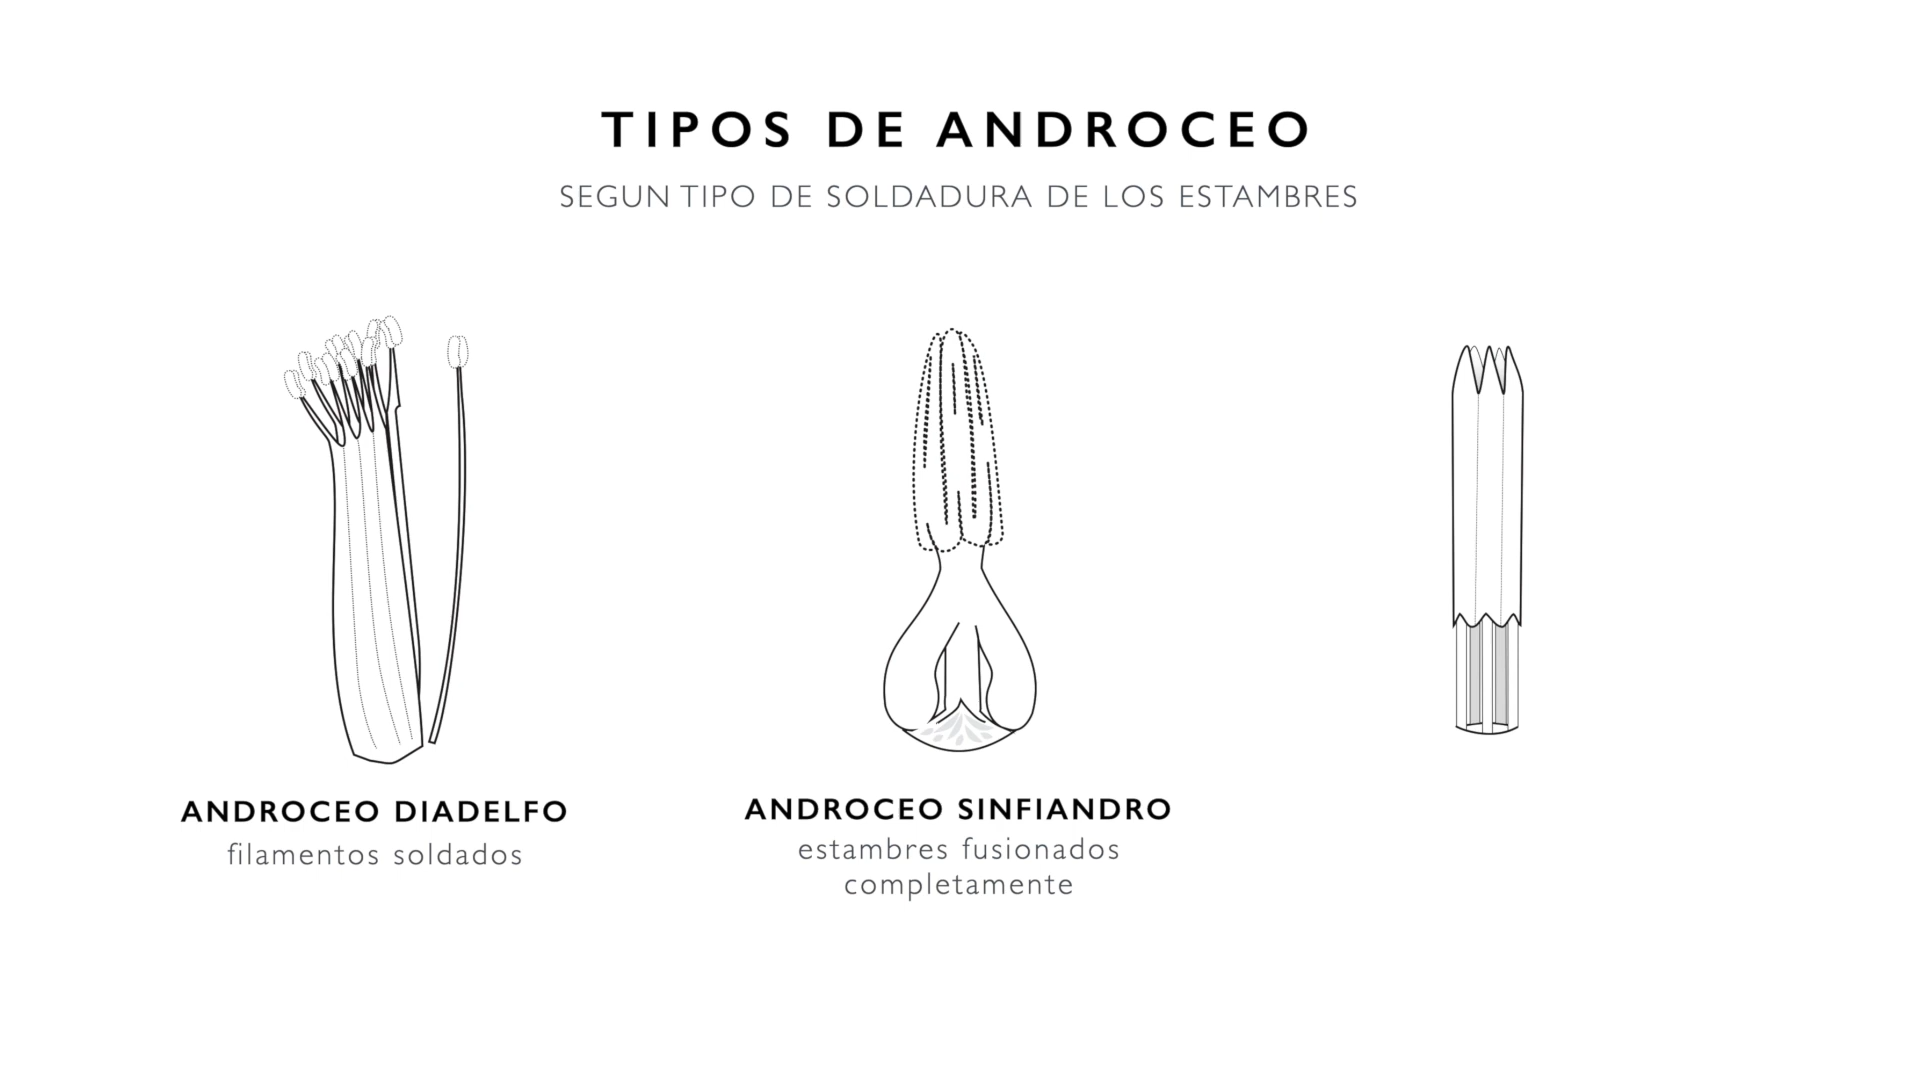 TIPOS DE ANDROCEO
SEGUN TIPO DE SOLDADURA DE LOS ESTAMBRES
ANDROCEO DIADELFO
filamentos soldados
ANDROCEO SINFIANDRO
estambres fusionados
completamente